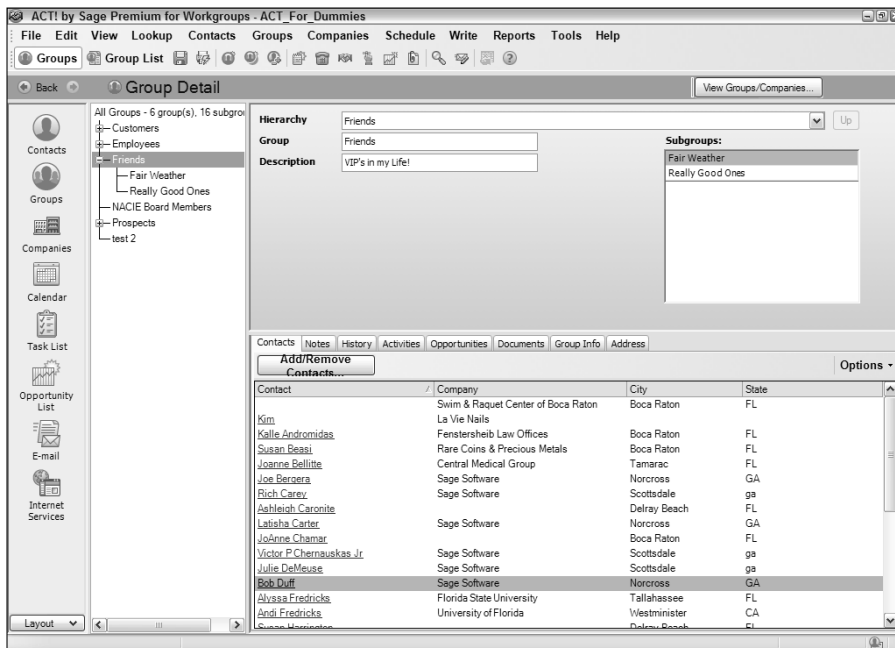 ACT! by Sage Premium for Workgroups - ACT_For_Dummies
File Edit View Lookup Contacts Groups Companies Schedule Write Reports Tools Help
Groups Group List
Back Group Detail View Groups/Companies...
Contacts
Groups
Companies
Calendar
Task List
Opportunity
List
E-mail
Internet
Services
Layout
All Groups - 6 group(s), 16 subgrou
Customers
Employees
Friends
Fair Weather
Really Good Ones
NACIE Board Members
Prospects
test 2
Hierarchy Friends Up
Group Friends
Description VIP's in my Life!
Subgroups:
Fair Weather
Really Good Ones
Contacts Notes History Activities Opportunities Documents Group Info Address
Add/Remove
Contacts...
Options
Contact Company City State
Swim & Raquet Center of Boca Raton Boca Raton FL
Kim La Vie Nails
Kalle Andromidas Fenstersheib Law Offices Boca Raton FL
Susan Beasi Rare Coins & Precious Metals Boca Raton FL
Joanne Bellitte Central Medical Group Tamarac FL
Joe Bergera Sage Software Norcross GA
Rich Carey Sage Software Scottsdale ga
Ashleigh Caronite Delray Beach FL
Latisha Carter Sage Software Norcross GA
JoAnne Chamar Boca Raton FL
Victor P Chernauskas Jr Sage Software Scottsdale ga
Julie DeMeuse Sage Software Scottsdale ga
Bob Duff Sage Software Norcross GA
Alyssa Fredricks Florida State University Tallahassee FL
Andi Fredricks University of Florida Westminister CA
Susan Harrington Delray Beach FL